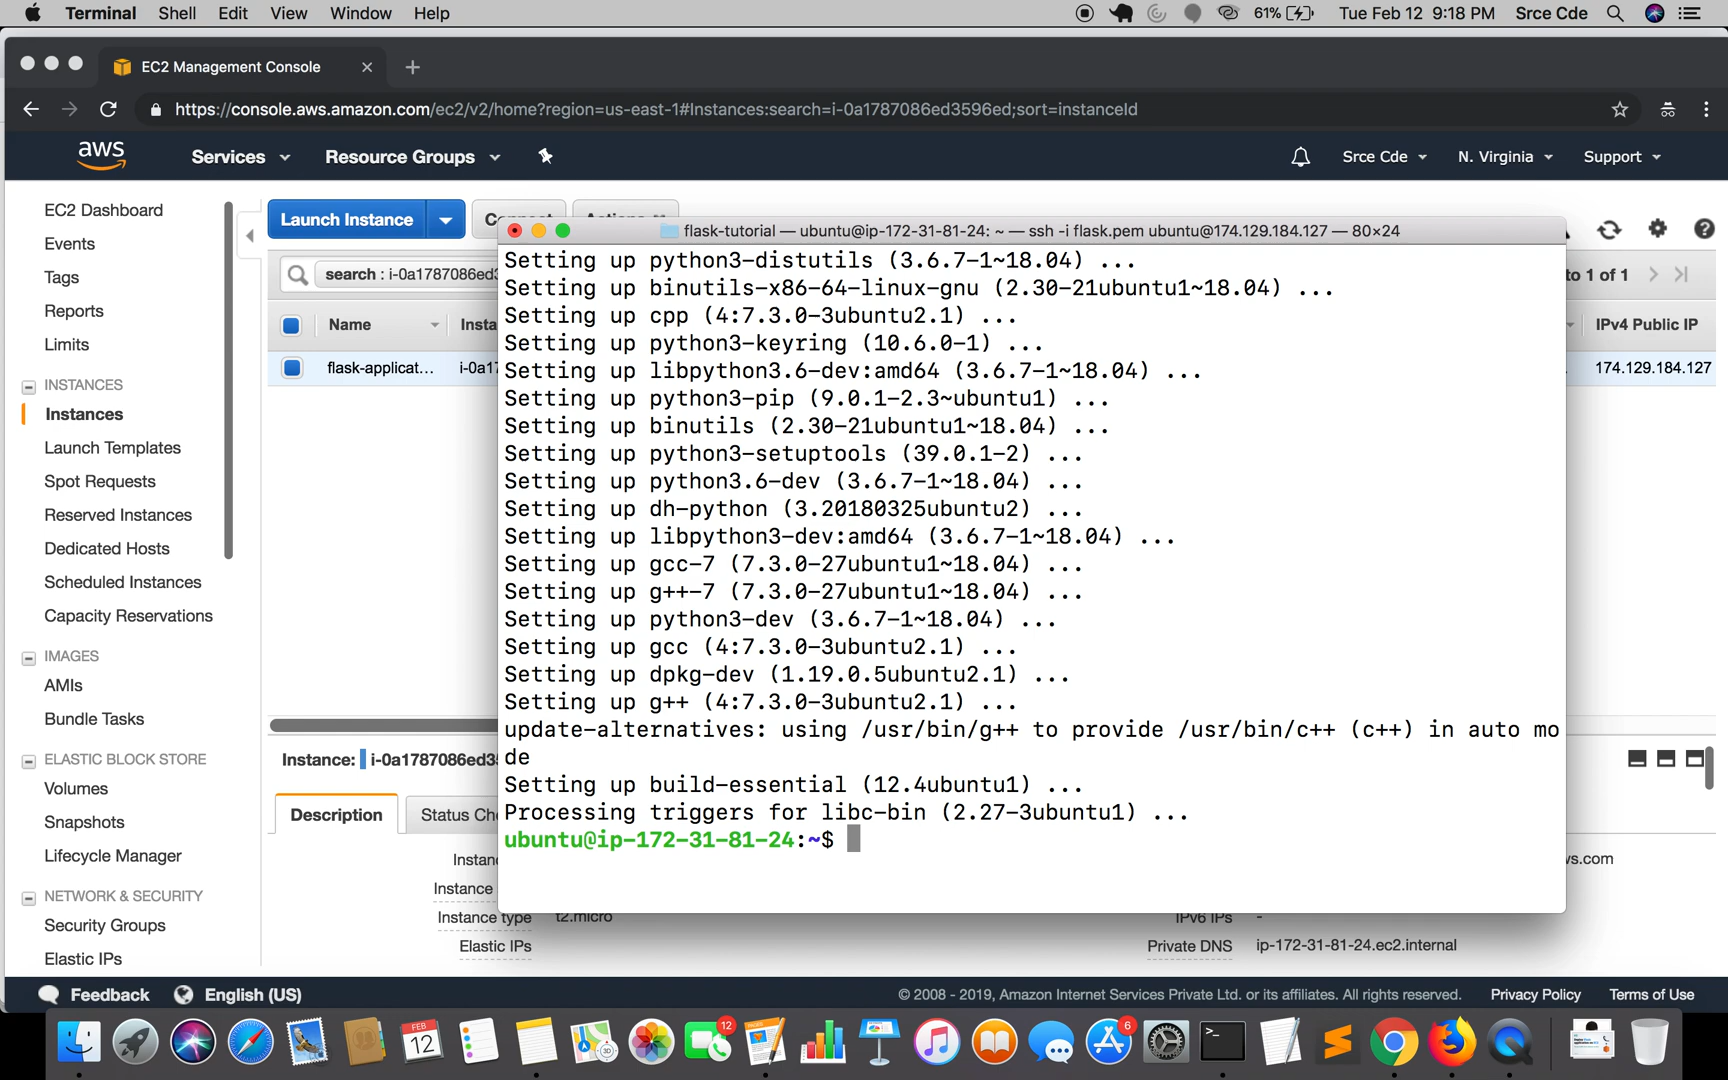 Terminal Shell Edit View Window Help 61% Tue Feb 12 9:18 PM Srce Cde
EC2 Management Console
https://console.aws.amazon.com/ec2/v2/home?region=us-east-1#Instances:search=i-0a1787086ed3596ed;sort=instanceId
aws Services Resource Groups Srce Cde N. Virginia Support
EC2 Dashboard
Events
Tags
Reports
Limits
INSTANCES
Instances
Launch Templates
Spot Requests
Reserved Instances
Dedicated Hosts
Scheduled Instances
Capacity Reservations
IMAGES
AMIs
Bundle Tasks
ELASTIC BLOCK STORE
Volumes
Snapshots
Lifecycle Manager
NETWORK & SECURITY
Security Groups
Elastic IPs
Launch Instance
search : i-0a1787086ed3
to 1 of 1
Name Insta
IPv4 Public IP
flask-applicat... i-0a17
174.129.184.127
flask-tutorial — ubuntu@ip-172-31-81-24: ~ — ssh -i flask.pem ubuntu@174.129.184.127 — 80×24
Setting up python3-distutils (3.6.7-1~18.04) ...
Setting up binutils-x86-64-linux-gnu (2.30-21ubuntu1~18.04) ...
Setting up cpp (4:7.3.0-3ubuntu2.1) ...
Setting up python3-keyring (10.6.0-1) ...
Setting up libpython3.6-dev:amd64 (3.6.7-1~18.04) ...
Setting up python3-pip (9.0.1-2.3~ubuntu1) ...
Setting up binutils (2.30-21ubuntu1~18.04) ...
Setting up python3-setuptools (39.0.1-2) ...
Setting up python3.6-dev (3.6.7-1~18.04) ...
Setting up dh-python (3.20180325ubuntu2) ...
Setting up libpython3-dev:amd64 (3.6.7-1~18.04) ...
Setting up gcc-7 (7.3.0-27ubuntu1~18.04) ...
Setting up g++-7 (7.3.0-27ubuntu1~18.04) ...
Setting up python3-dev (3.6.7-1~18.04) ...
Setting up gcc (4:7.3.0-3ubuntu2.1) ...
Setting up dpkg-dev (1.19.0.5ubuntu2.1) ...
Setting up g++ (4:7.3.0-3ubuntu2.1) ...
update-alternatives: using /usr/bin/g++ to provide /usr/bin/c++ (c++) in auto mo
de
Setting up build-essential (12.4ubuntu1) ...
Processing triggers for libc-bin (2.27-3ubuntu1) ...
ubuntu@ip-172-31-81-24:~$
Instance: i-0a1787086ed3
Description Status Che
Instanc
ws.com
Instance
Instance type t2.micro
IPv6 IPs -
Elastic IPs
Private DNS ip-172-31-81-24.ec2.internal
Feedback English (US)
© 2008 - 2019, Amazon Internet Services Private Ltd. or its affiliates. All rights reserved. Privacy Policy Terms of Use
FEB
12
12
6